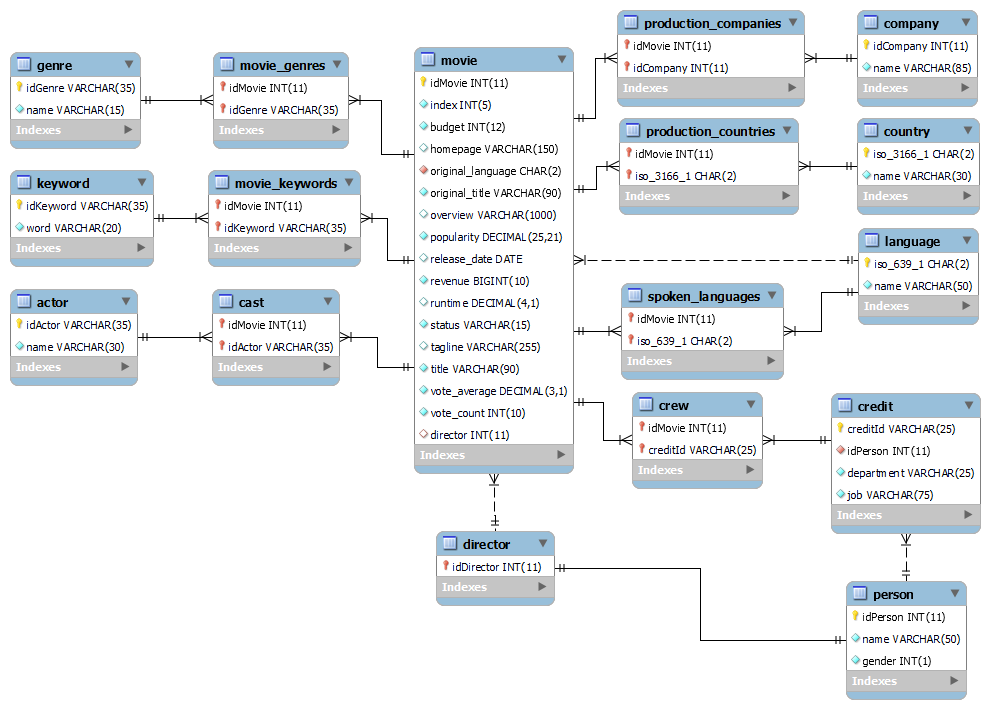 genre
idGenre VARCHAR(35)
name VARCHAR(15)
Indexes
movie_genres
idMovie INT(11)
idGenre VARCHAR(35)
Indexes
keyword
idKeyword VARCHAR(35)
word VARCHAR(20)
Indexes
movie_keywords
idMovie INT(11)
idKeyword VARCHAR(35)
Indexes
actor
idActor VARCHAR(35)
name VARCHAR(30)
Indexes
cast
idMovie INT(11)
idActor VARCHAR(35)
Indexes
movie
idMovie INT(11)
index INT(5)
budget INT(12)
homepage VARCHAR(150)
original_language CHAR(2)
original_title VARCHAR(90)
overview VARCHAR(1000)
popularity DECIMAL(25,21)
release_date DATE
revenue BIGINT(10)
runtime DECIMAL(4,1)
status VARCHAR(15)
tagline VARCHAR(255)
title VARCHAR(90)
vote_average DECIMAL(3,1)
vote_count INT(10)
director INT(11)
Indexes
production_companies
idMovie INT(11)
idCompany INT(11)
Indexes
company
idCompany INT(11)
name VARCHAR(85)
Indexes
production_countries
idMovie INT(11)
iso_3166_1 CHAR(2)
Indexes
country
iso_3166_1 CHAR(2)
name VARCHAR(30)
Indexes
language
iso_639_1 CHAR(2)
name VARCHAR(50)
Indexes
spoken_languages
idMovie INT(11)
iso_639_1 CHAR(2)
Indexes
crew
idMovie INT(11)
creditId VARCHAR(25)
Indexes
credit
creditId VARCHAR(25)
idPerson INT(11)
department VARCHAR(25)
job VARCHAR(75)
Indexes
director
idDirector INT(11)
Indexes
person
idPerson INT(11)
name VARCHAR(50)
gender INT(1)
Indexes